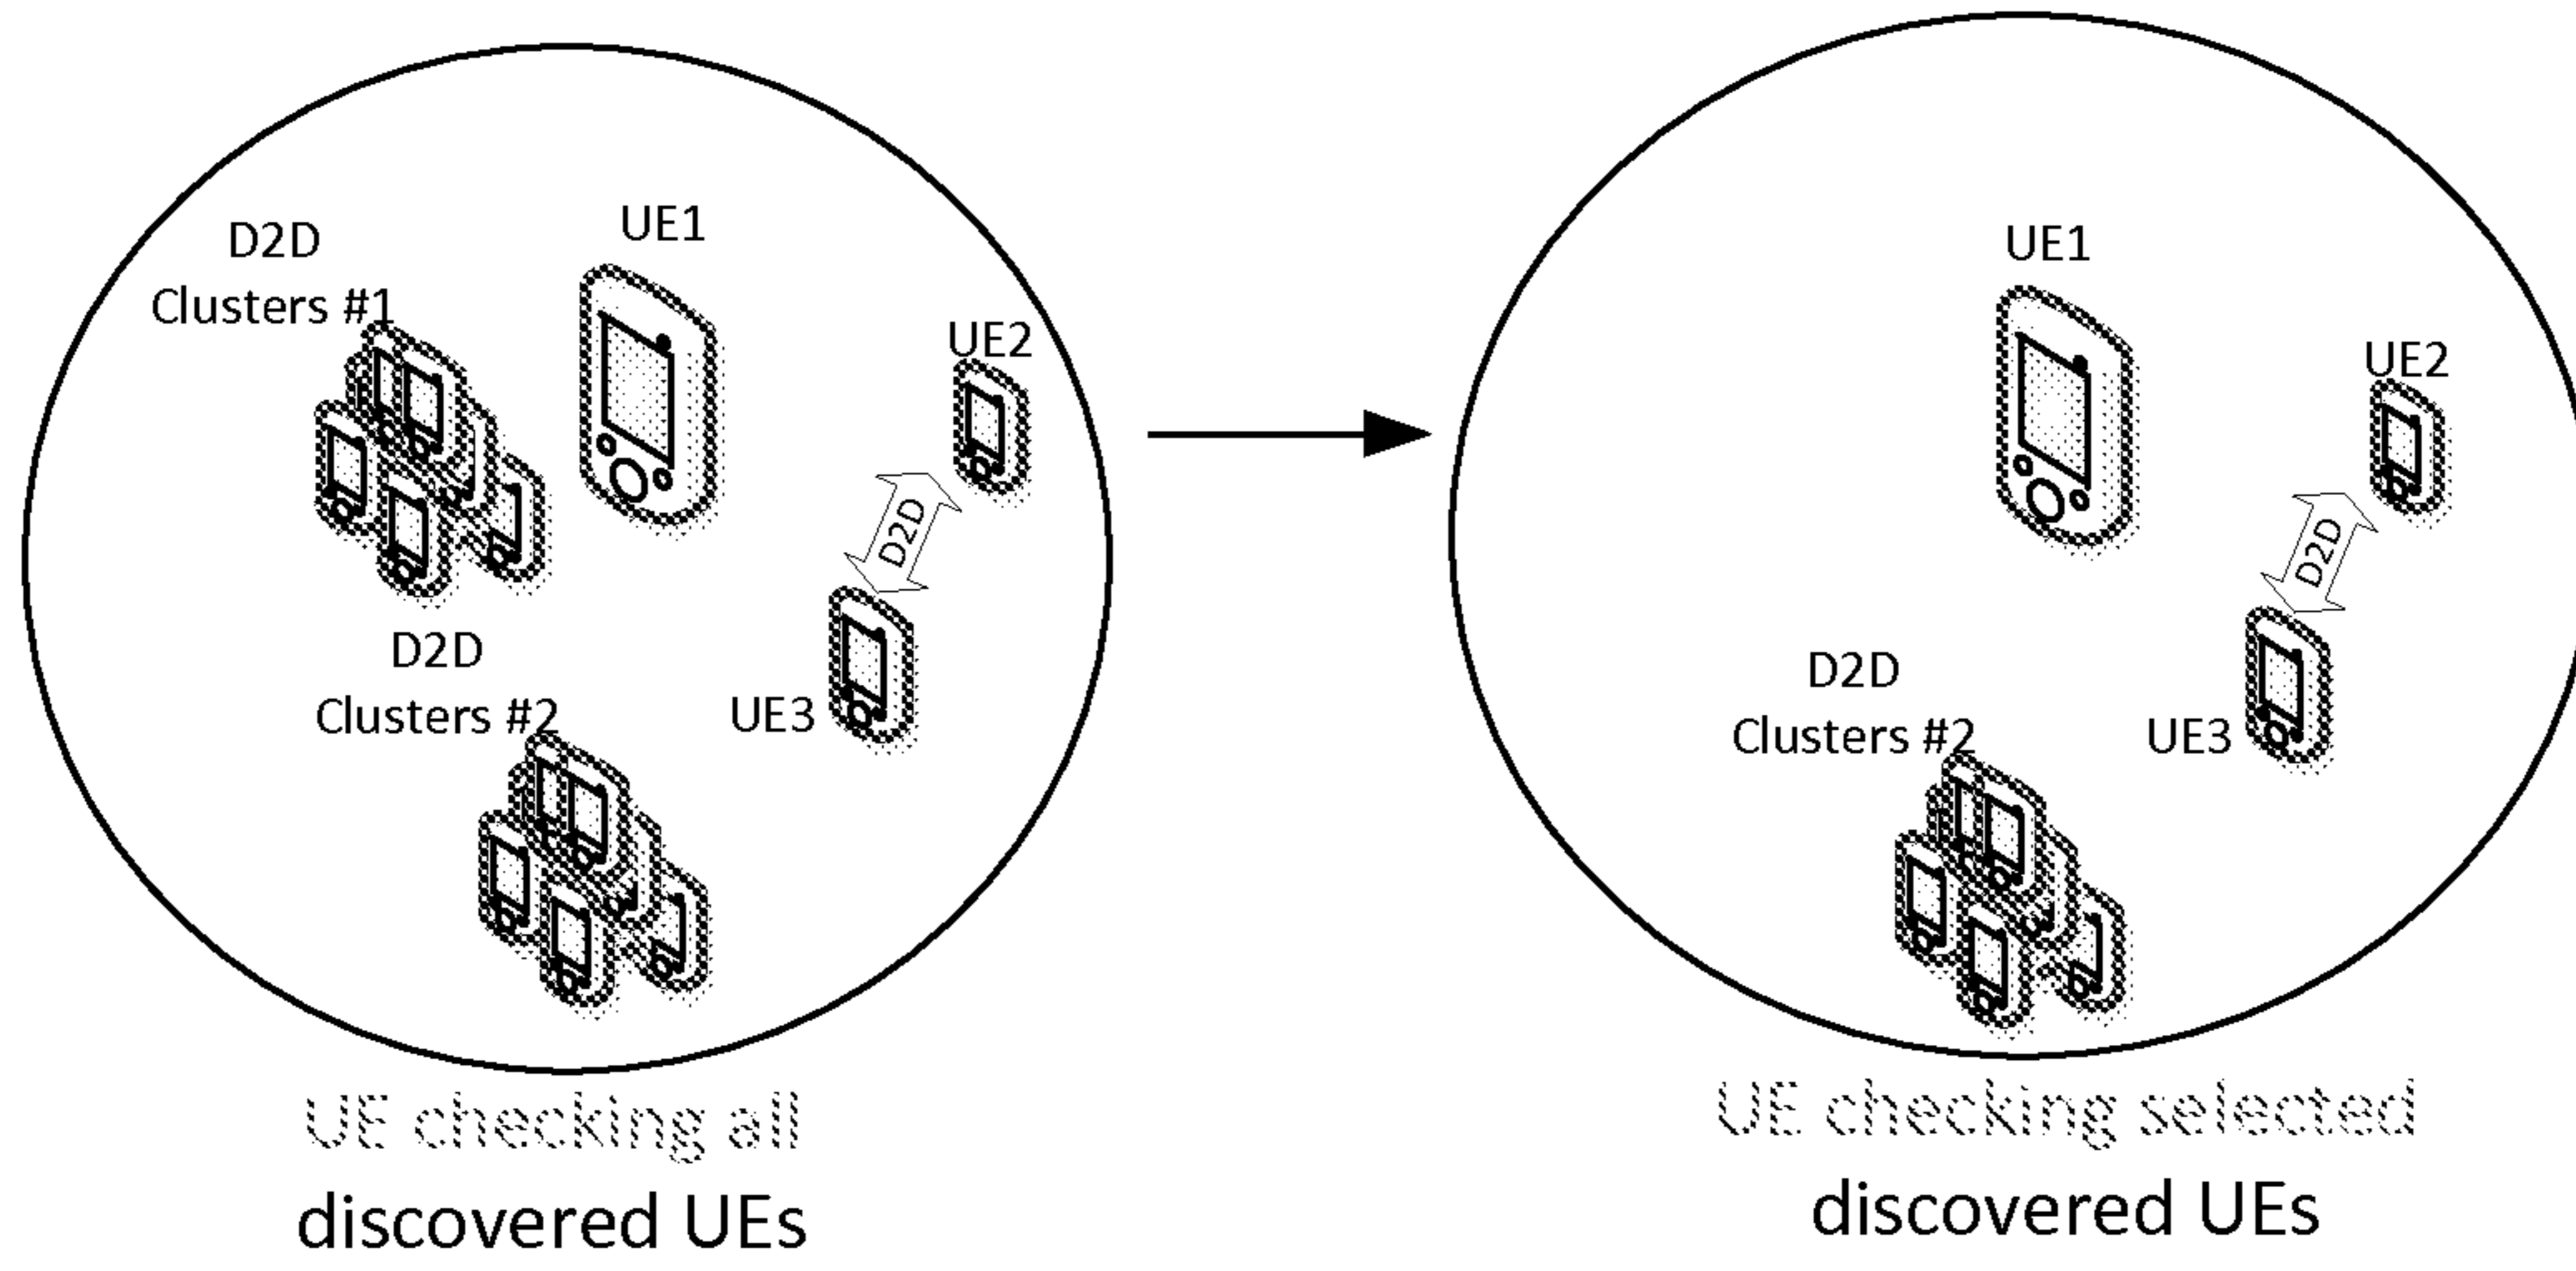 D2D
Clusters #1
UE1
UE2
D2D
UE3
D2D
Clusters #2
UE checking all
discovered UEs
UE1
UE2
D2D
UE3
D2D
Clusters #2
UE checking selected
discovered UEs